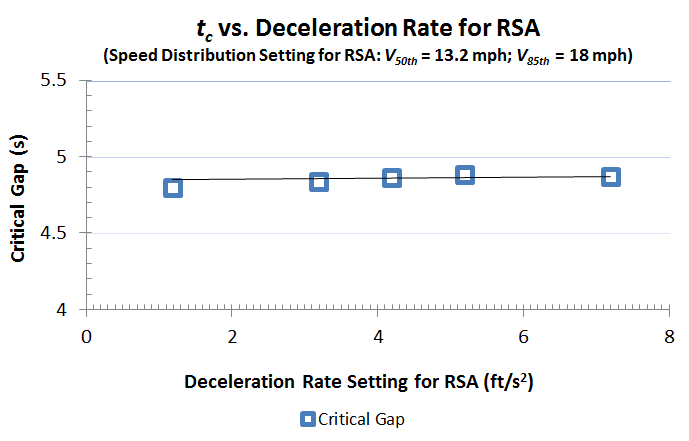 tc vs. Deceleration Rate for RSA
(Speed Distribution Setting for RSA: V50th = 13.2 mph; V85th = 18 mph)
5.5
5
4.5
4
Critical Gap (s)
0 2 4 6 8
Deceleration Rate Setting for RSA (ft/s²)
Critical Gap